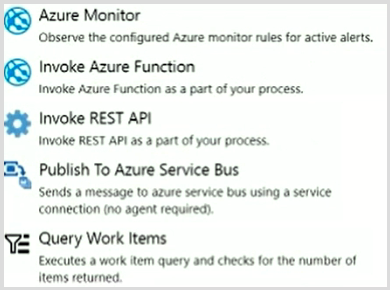 Azure Monitor
Observe the configured Azure monitor rules for active alerts.
Invoke Azure Function
Invoke Azure Function as a part of your process.
Invoke REST API
Invoke REST API as a part of your process.
Publish To Azure Service Bus
Sends a message to azure service bus using a service
connection (no agent required).
Query Work Items
Executes a work item query and checks for the number of
items returned.